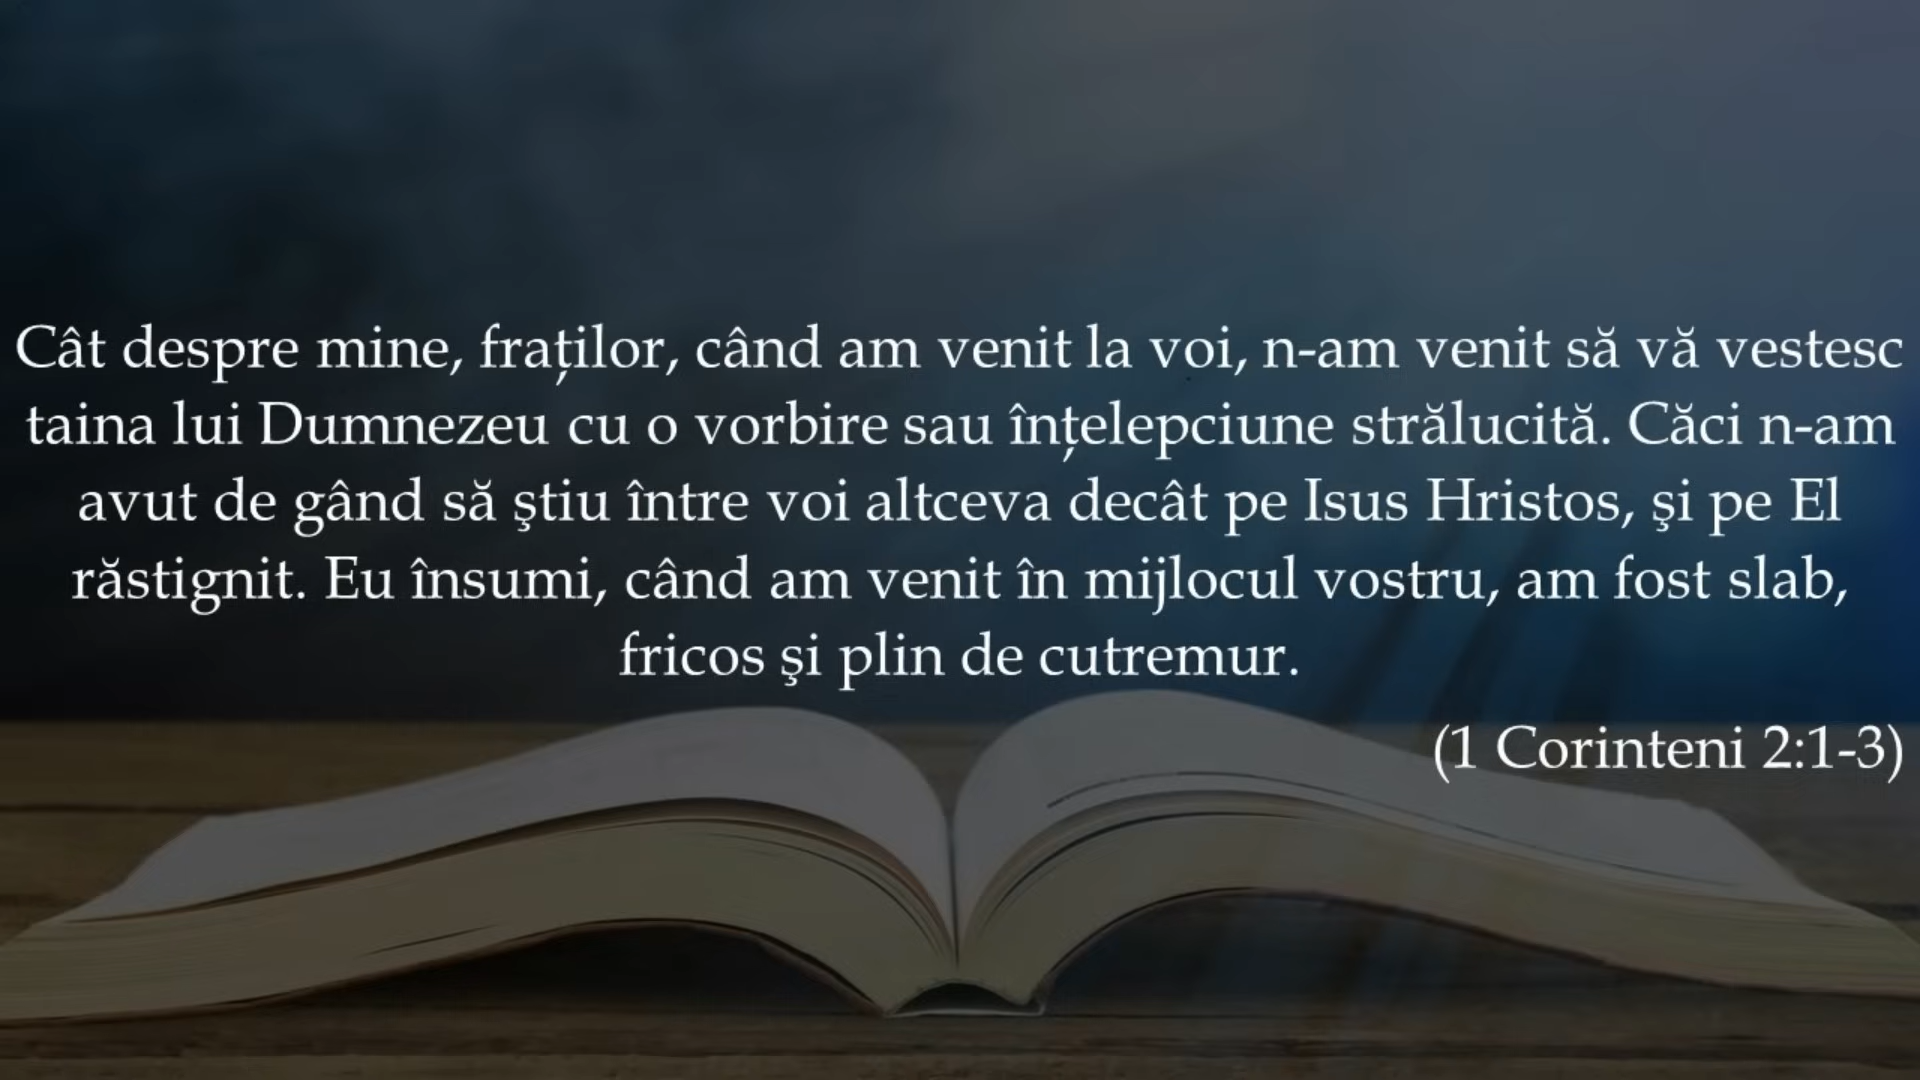 Cât despre mine, fraților, când am venit la voi, n-am venit să vă vestesc
taina lui Dumnezeu cu o vorbire sau înțelepciune strălucită. Căci n-am
avut de gând să ştiu între voi altceva decât pe Isus Hristos, şi pe El
răstignit. Eu însumi, când am venit în mijlocul vostru, am fost slab,
fricos şi plin de cutremur.
(1 Corinteni 2:1-3)